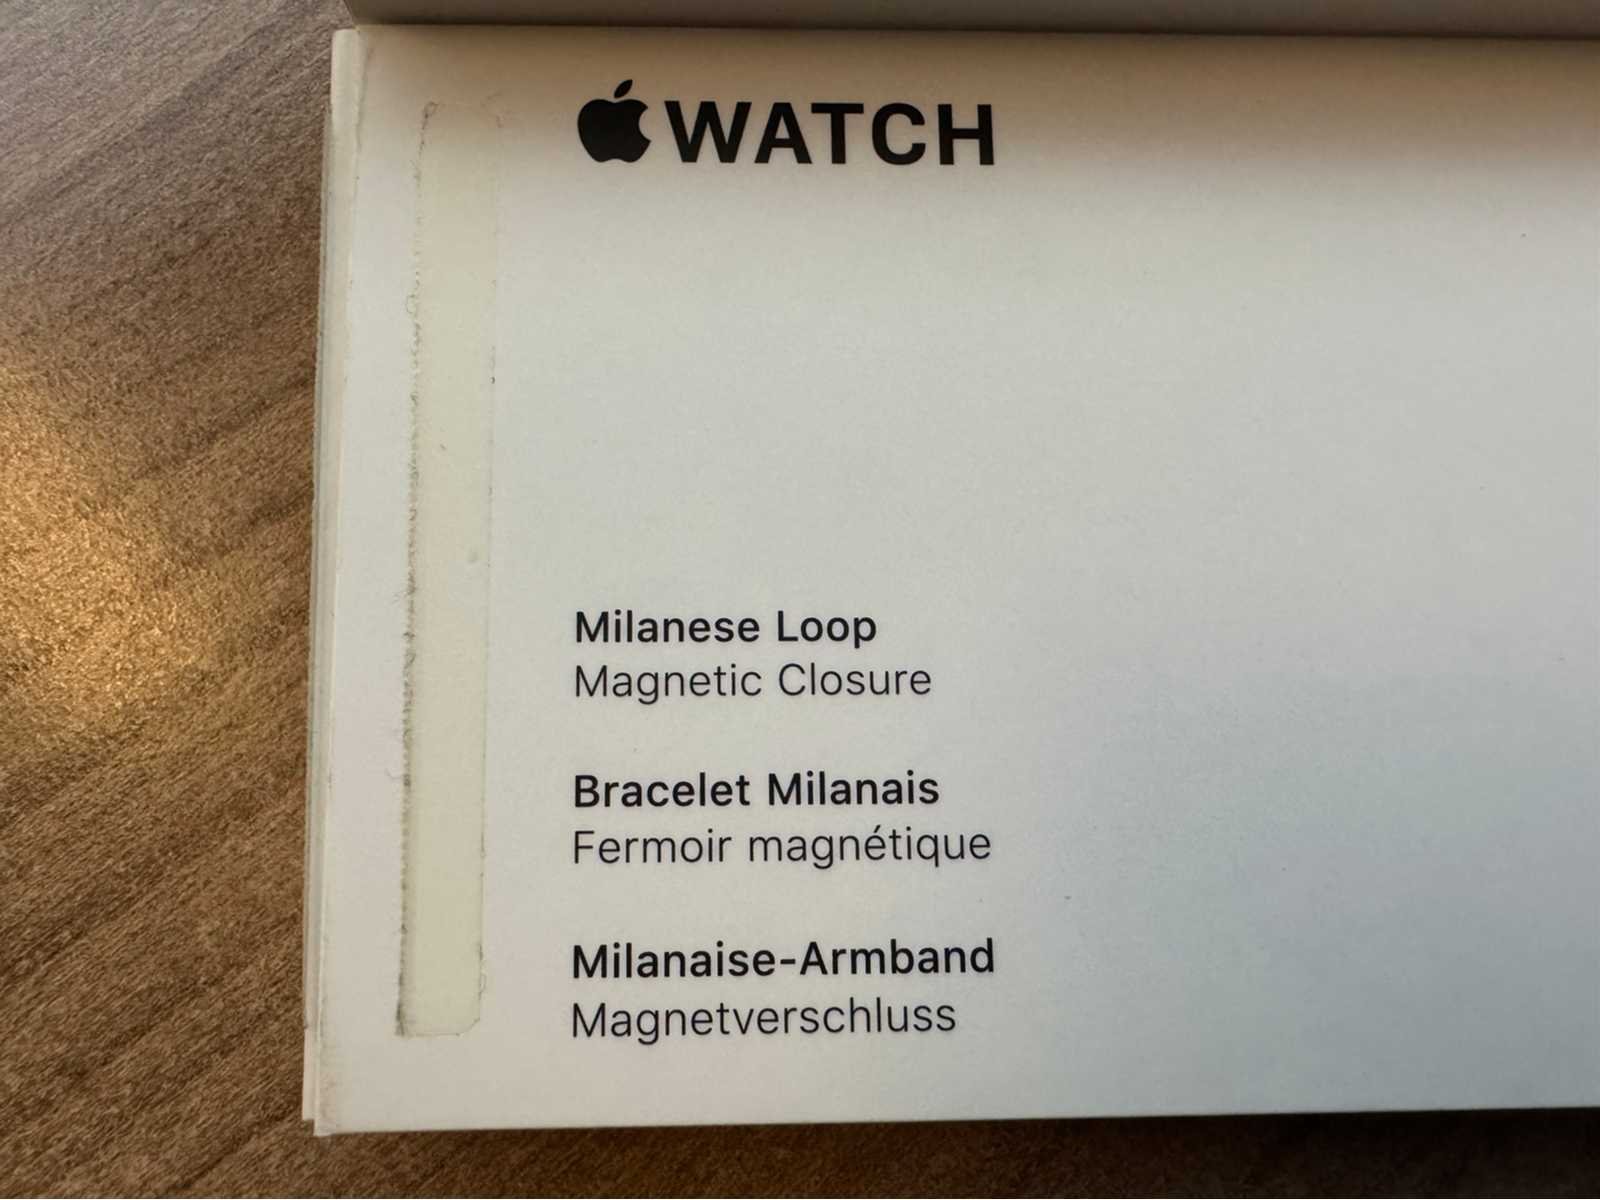 WATCH
Milanese Loop
Magnetic Closure
Bracelet Milanais
Fermoir magnétique
Milanaise-Armband
Magnetverschluss